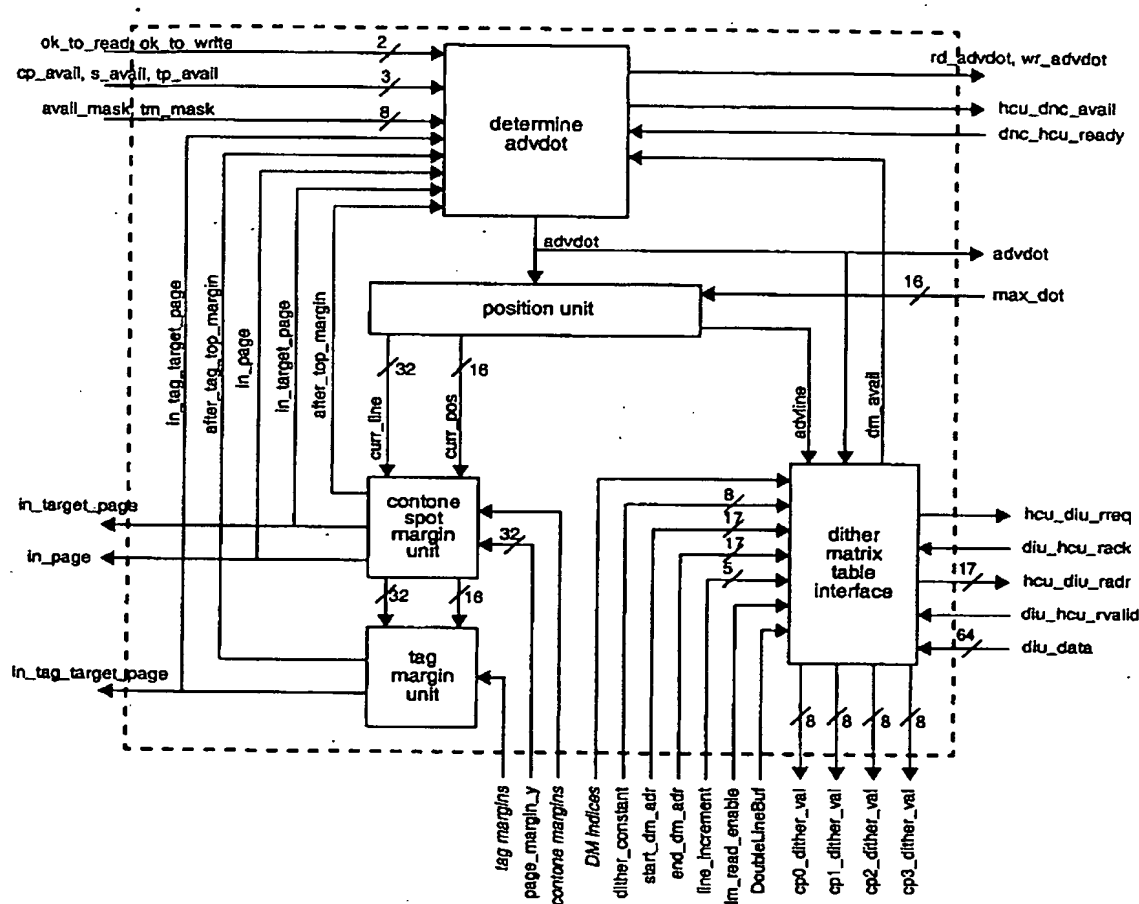 ok_to_read, ok_to_write
2
cp_avail, s_avail, tp_avail
3
avail_mask, tm_mask
8
determine
advdot
rd_advdot, wr_advdot
hcu_dnc_avail
dnc_hcu_ready
advdot
advdot
position unit
16
max_dot
in_tag_target_page
after_tag_top_margin
in_page
in_target_page
after_top_margin
32
16
curr_line
curr_pos
advline
dm_avail
in_target_page
in_page
in_tag_target_page
contone
spot
margin
unit
32
32
16
tag
margin
unit
8
17
17
5
dither
matrix
table
interface
hcu_diu_rreq
diu_hcu_rack
17
hcu_diu_radr
diu_hcu_rvalid
64
diu_data
8
8
8
8
tag margins
page_margin_y
contone margins
DM indices
dither_constant
start_dm_adr
end_dm_adr
line_increment
lm_read_enable
DoubleLineBuf
cp0_dither_val
cp1_dither_val
cp2_dither_val
cp3_dither_val